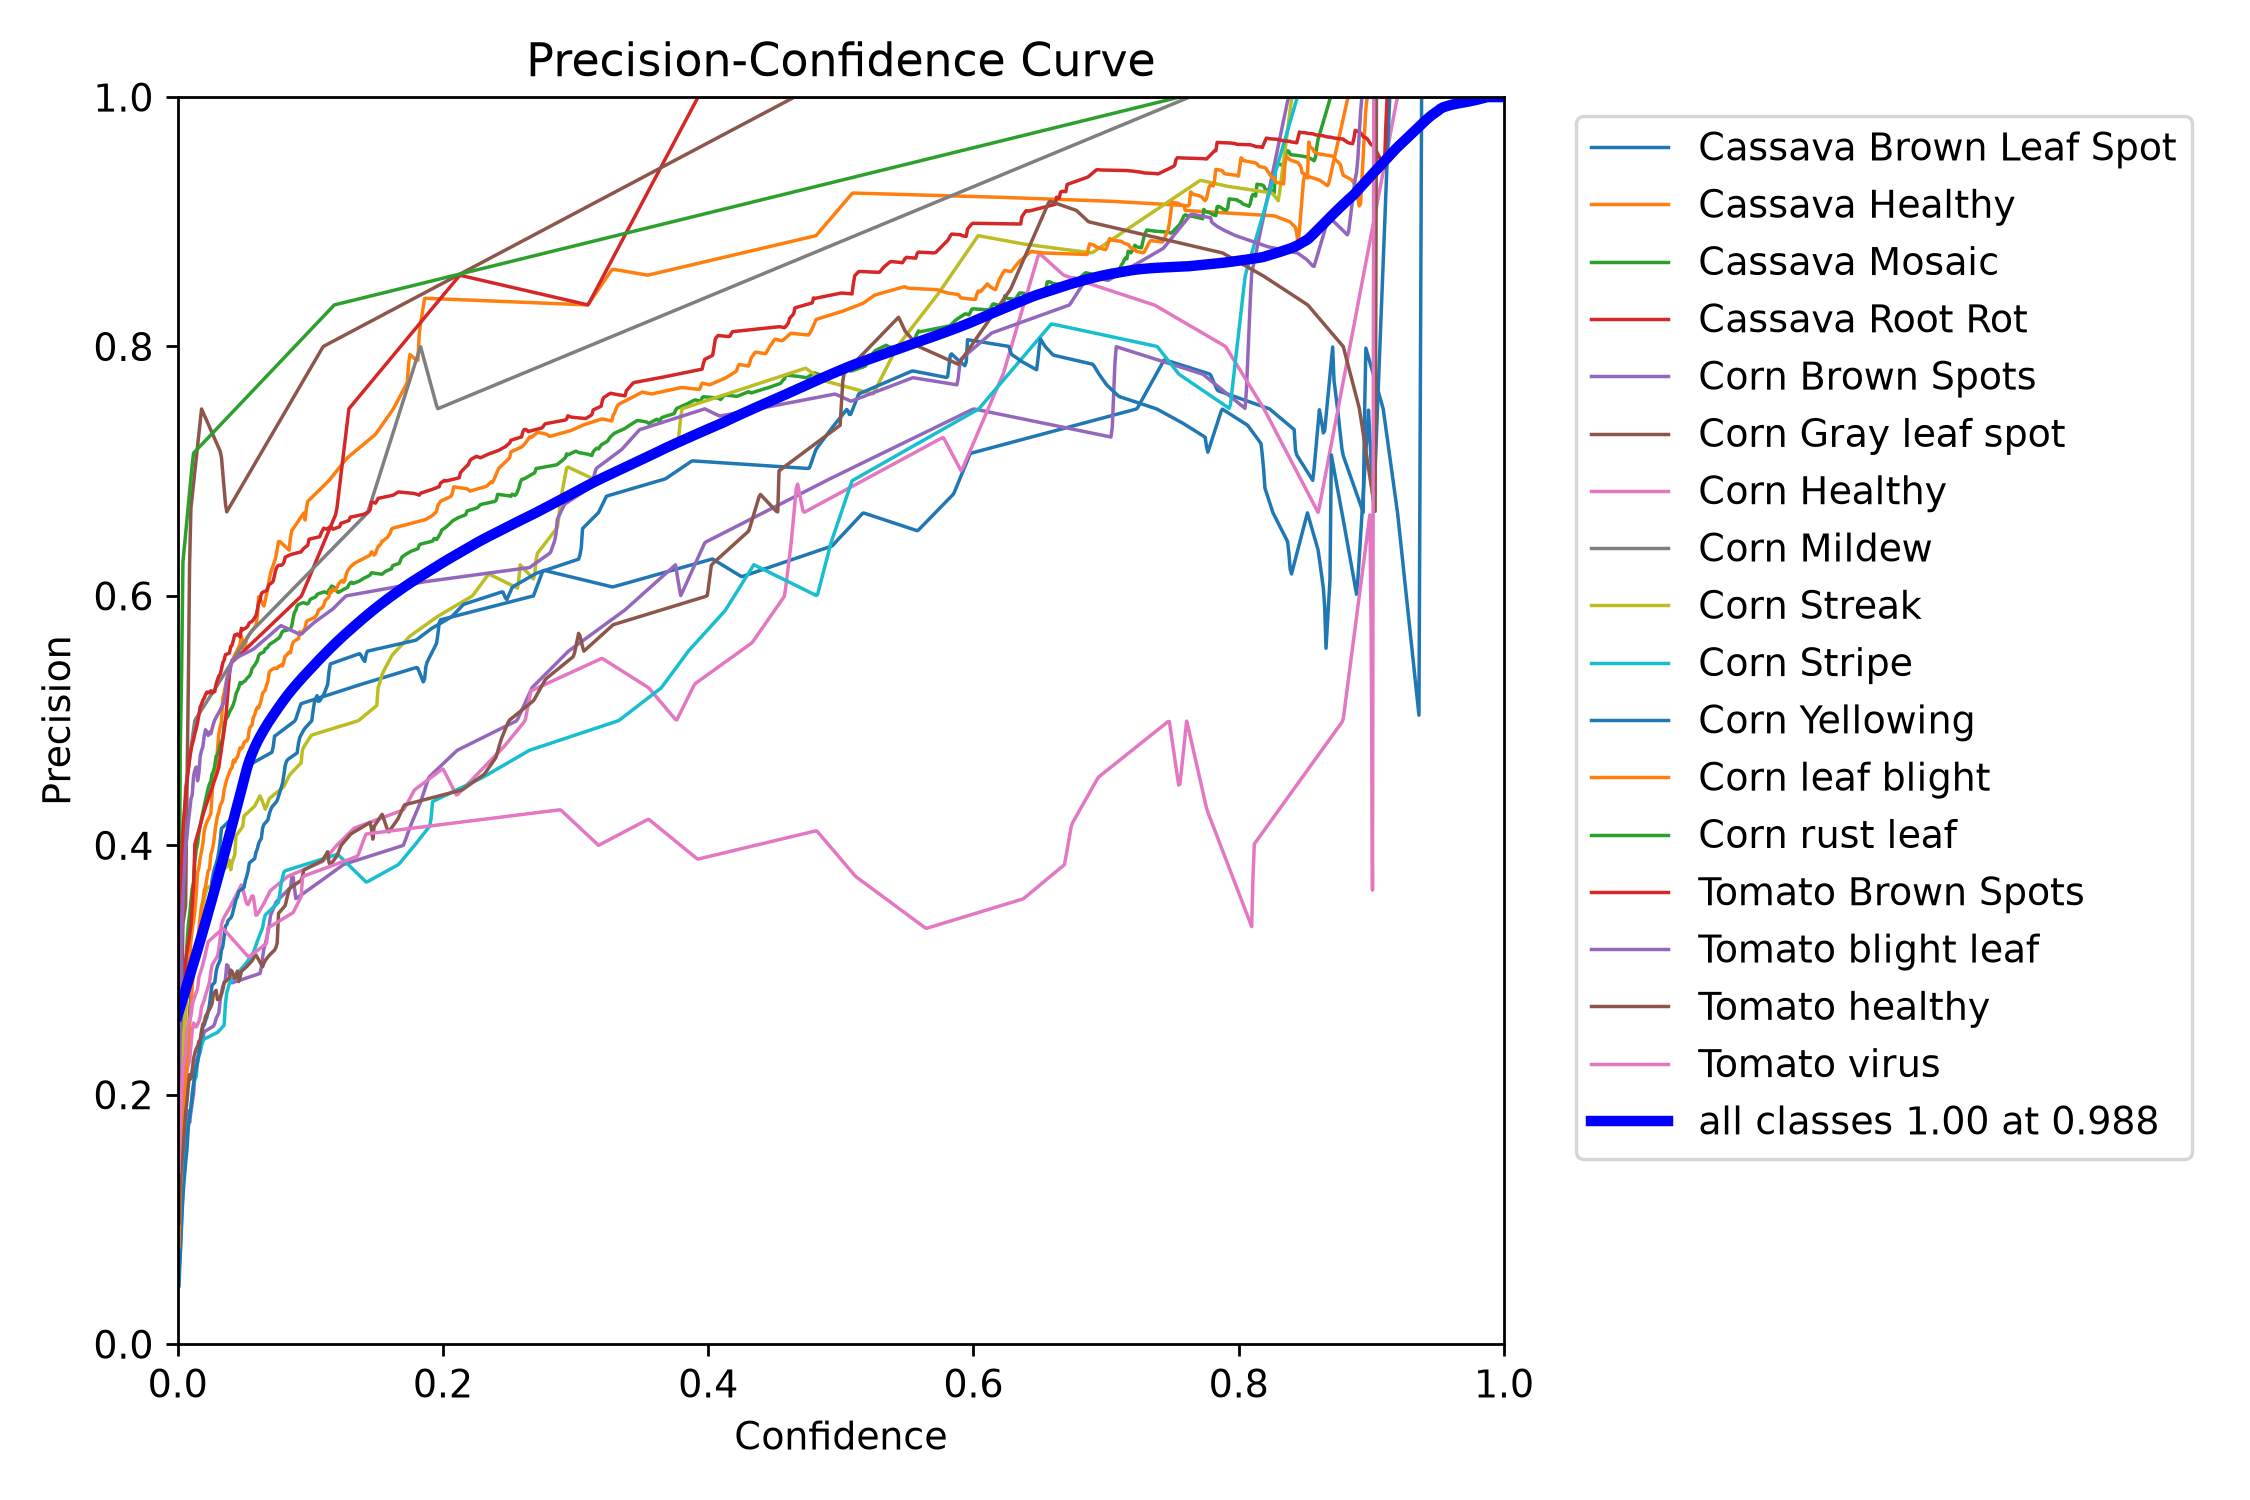 Precision-Confidence Curve
1.0
0.8
0.6
0.4
0.2
0.0
Precision
0.0 0.2 0.4 0.6 0.8 1.0
Confidence
Cassava Brown Leaf Spot
Cassava Healthy
Cassava Mosaic
Cassava Root Rot
Corn Brown Spots
Corn Gray leaf spot
Corn Healthy
Corn Mildew
Corn Streak
Corn Stripe
Corn Yellowing
Corn leaf blight
Corn rust leaf
Tomato Brown Spots
Tomato blight leaf
Tomato healthy
Tomato virus
all classes 1.00 at 0.988